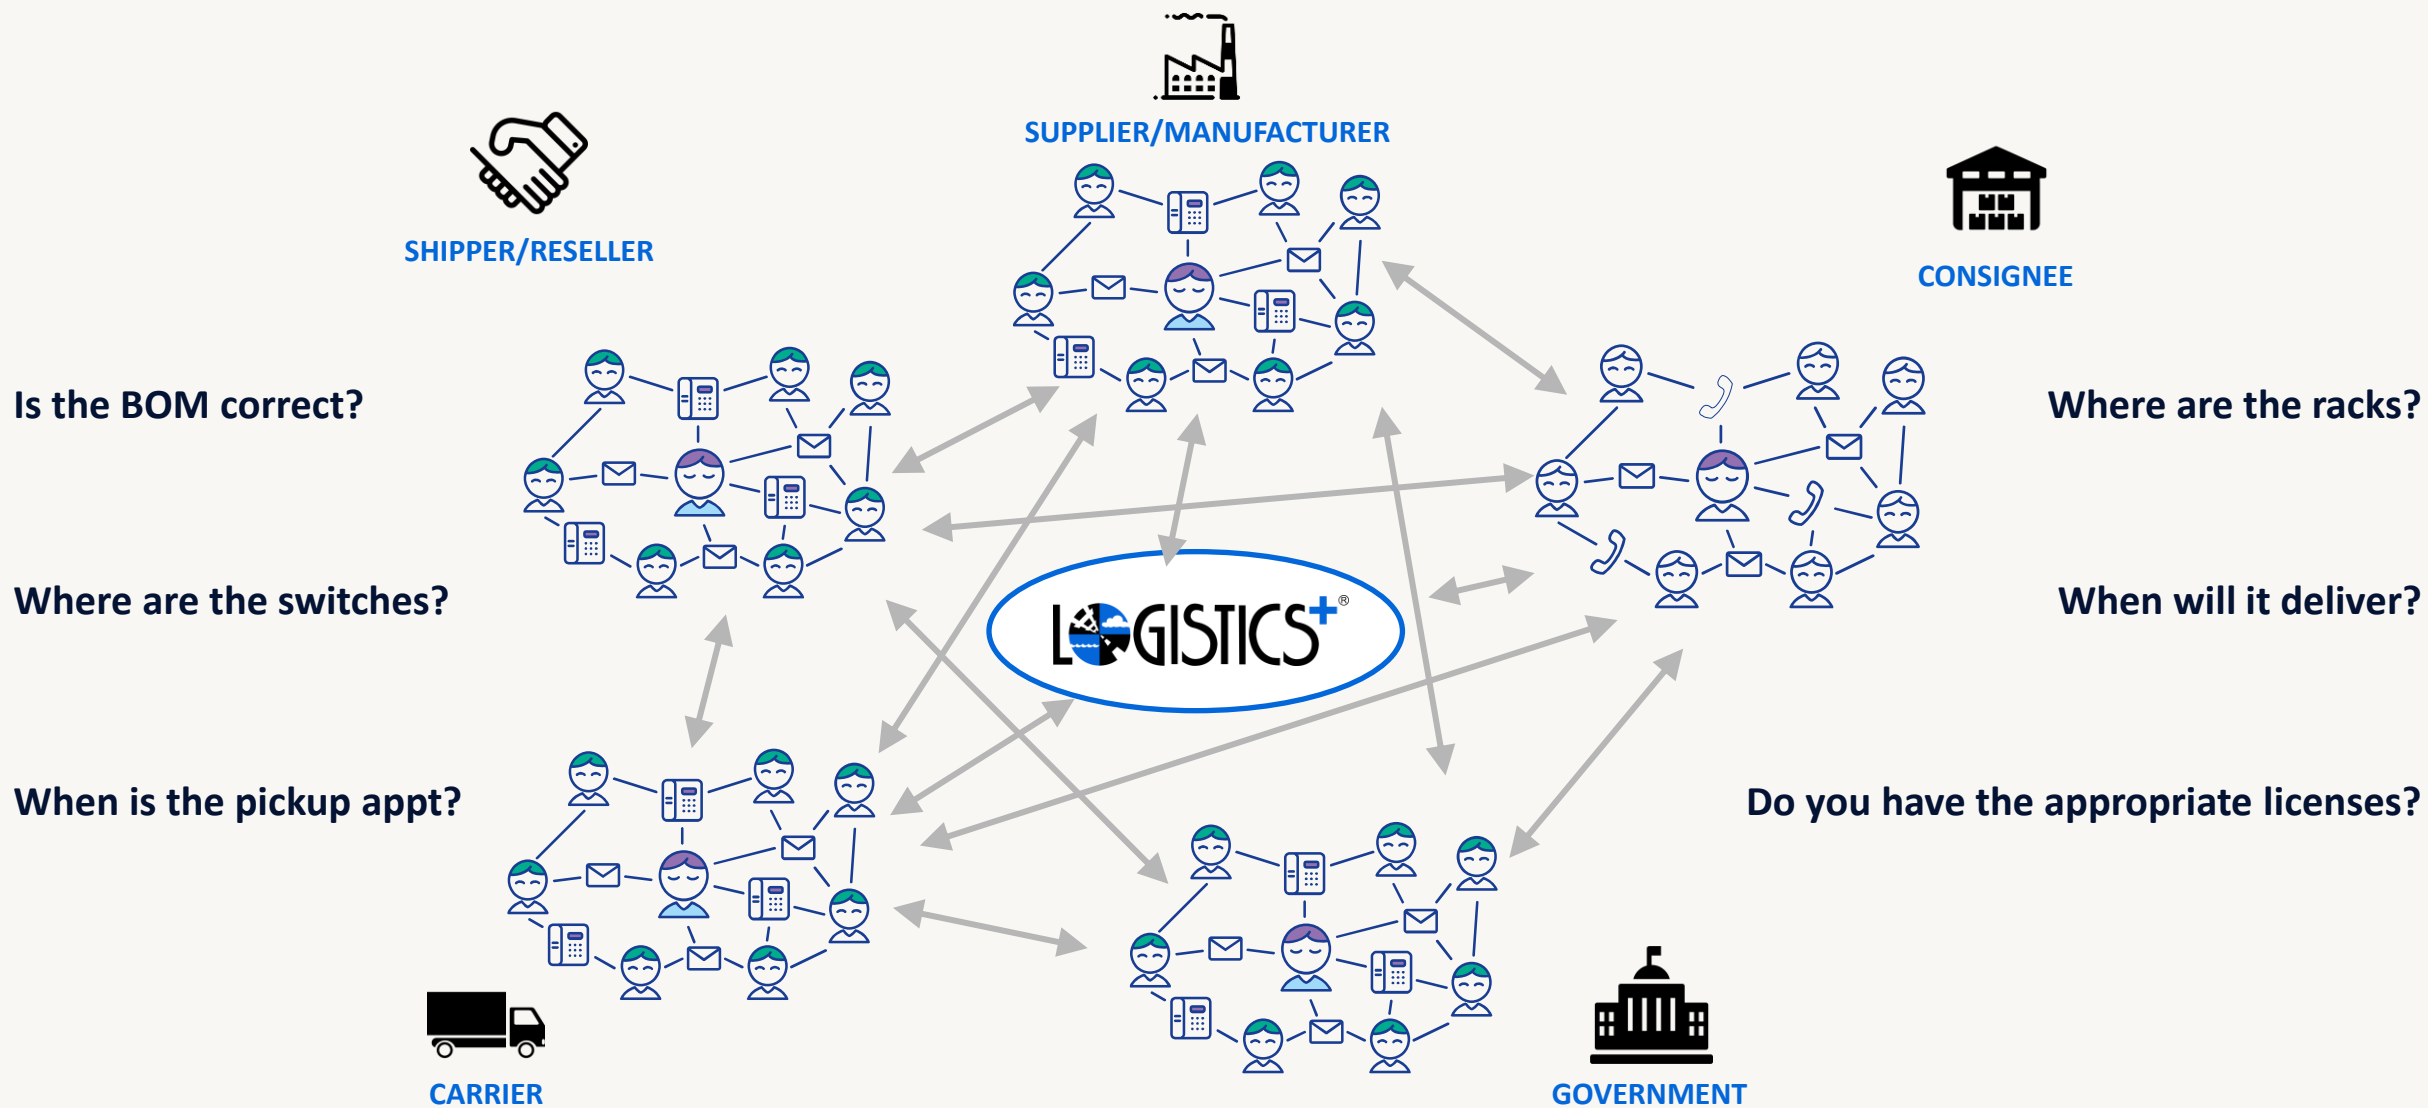 SUPPLIER/MANUFACTURER
SHIPPER/RESELLER
CONSIGNEE
Is the BOM correct?
Where are the racks?
Where are the switches?
When will it deliver?
LOGISTICS+®
When is the pickup appt?
Do you have the appropriate licenses?
CARRIER
GOVERNMENT